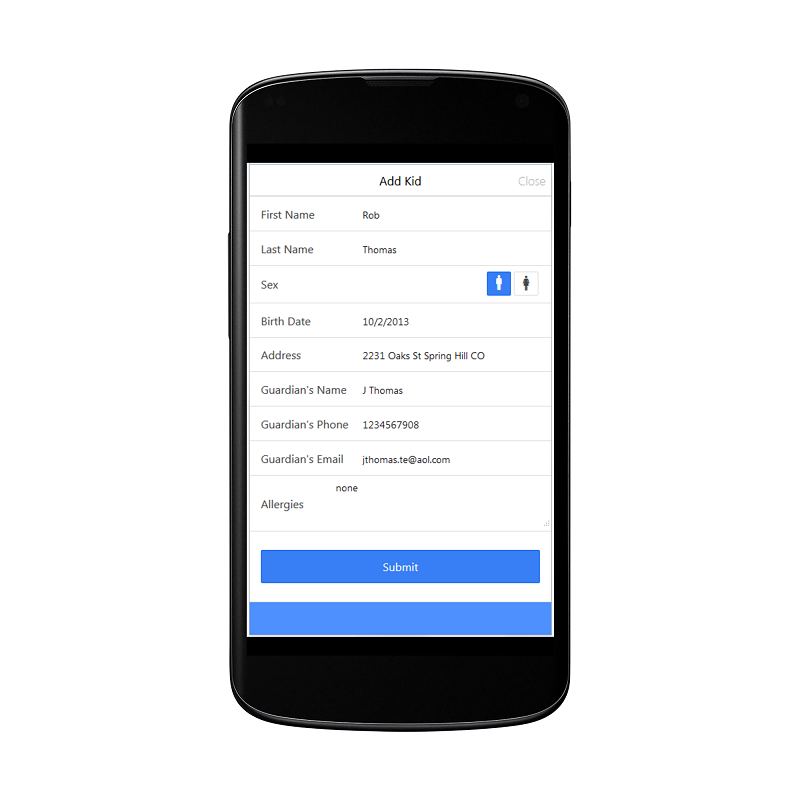 Add Kid Close
First Name Rob
Last Name Thomas
Sex
Birth Date 10/2/2013
Address 2231 Oaks St Spring Hill CO
Guardian's Name J Thomas
Guardian's Phone 1234567908
Guardian's Email jthomas.te@aol.com
none
Allergies
Submit